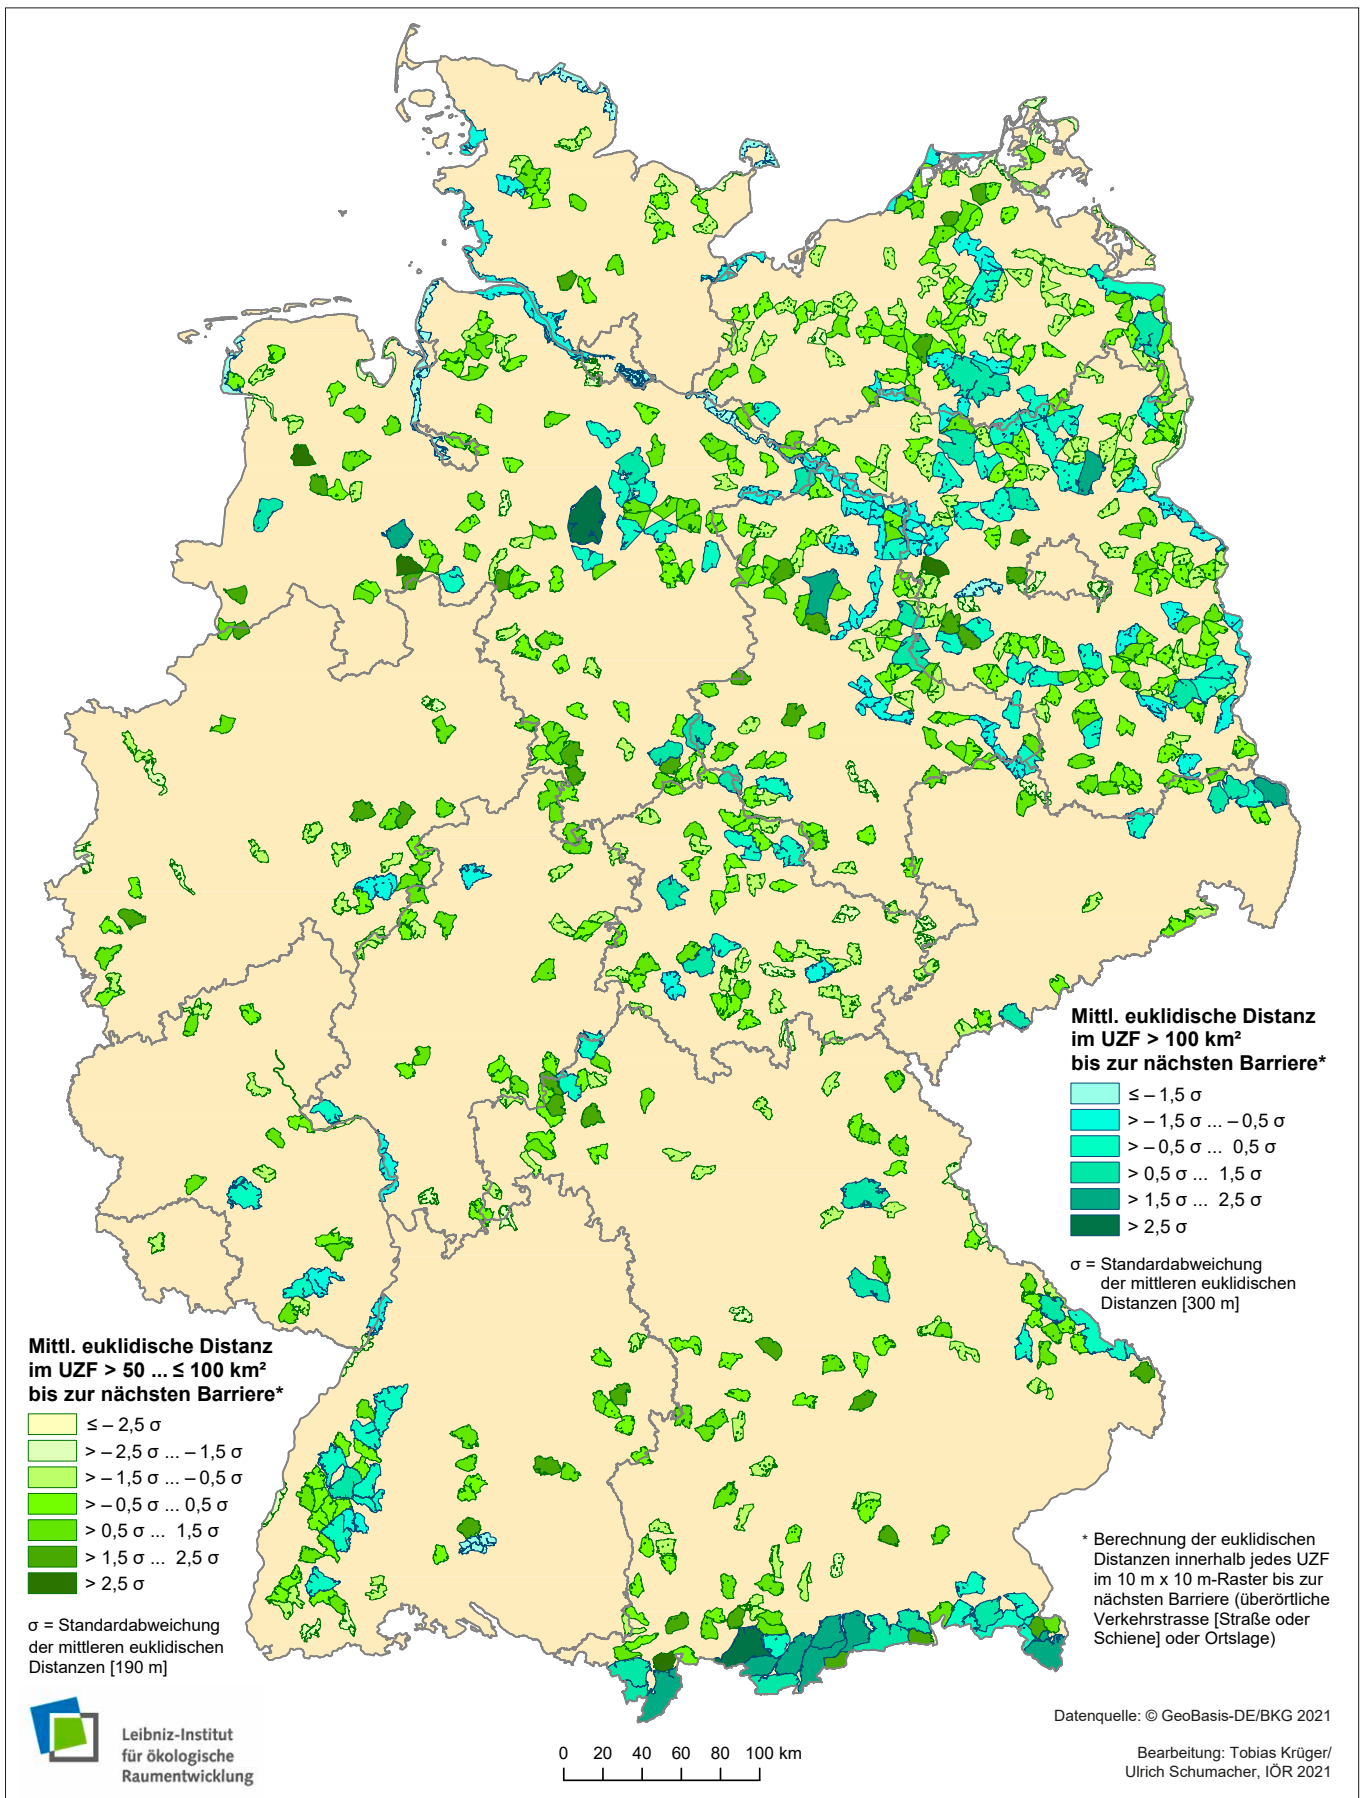 Mittl. euklidische Distanz
im UZF > 100 km²
bis zur nächsten Barriere*
≤ – 1,5 σ
> – 1,5 σ ... – 0,5 σ
> – 0,5 σ ... 0,5 σ
> 0,5 σ ... 1,5 σ
> 1,5 σ ... 2,5 σ
> 2,5 σ
σ = Standardabweichung
der mittleren euklidischen
Distanzen [300 m]
Mittl. euklidische Distanz
im UZF > 50 ... ≤ 100 km²
bis zur nächsten Barriere*
≤ – 2,5 σ
> – 2,5 σ ... – 1,5 σ
> – 1,5 σ ... – 0,5 σ
> – 0,5 σ ... 0,5 σ
> 0,5 σ ... 1,5 σ
> 1,5 σ ... 2,5 σ
> 2,5 σ
σ = Standardabweichung
der mittleren euklidischen
Distanzen [190 m]
* Berechnung der euklidischen
Distanzen innerhalb jedes UZF
im 10 m x 10 m-Raster bis zur
nächsten Barriere (überörtliche
Verkehrstrasse [Straße oder
Schiene] oder Ortslage)
Leibniz-Institut
für ökologische
Raumentwicklung
0 20 40 60 80 100 km
Datenquelle: © GeoBasis-DE/BKG 2021
Bearbeitung: Tobias Krüger/
Ulrich Schumacher, IÖR 2021